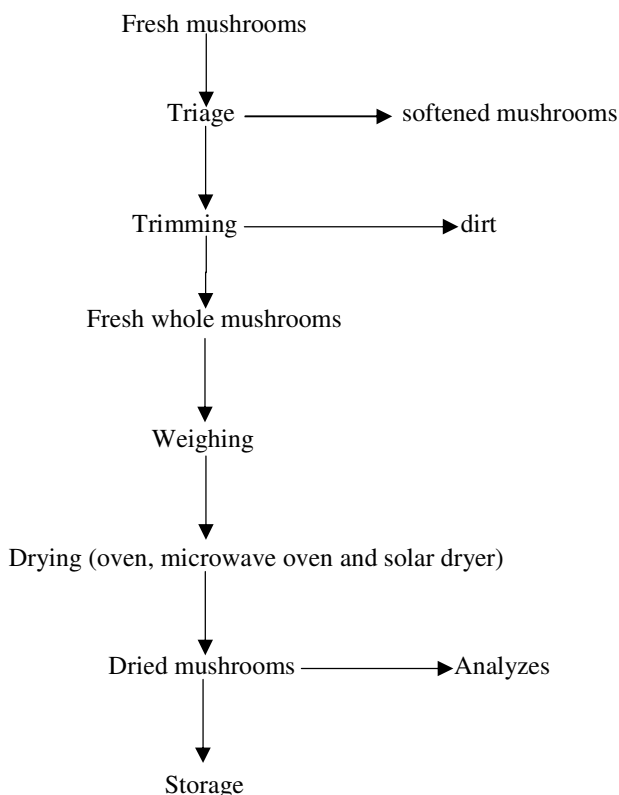 Fresh mushrooms
Triage
softened mushrooms
Trimming
dirt
Fresh whole mushrooms
Weighing
Drying (oven, microwave oven and solar dryer)
Dried mushrooms
Analyzes
Storage